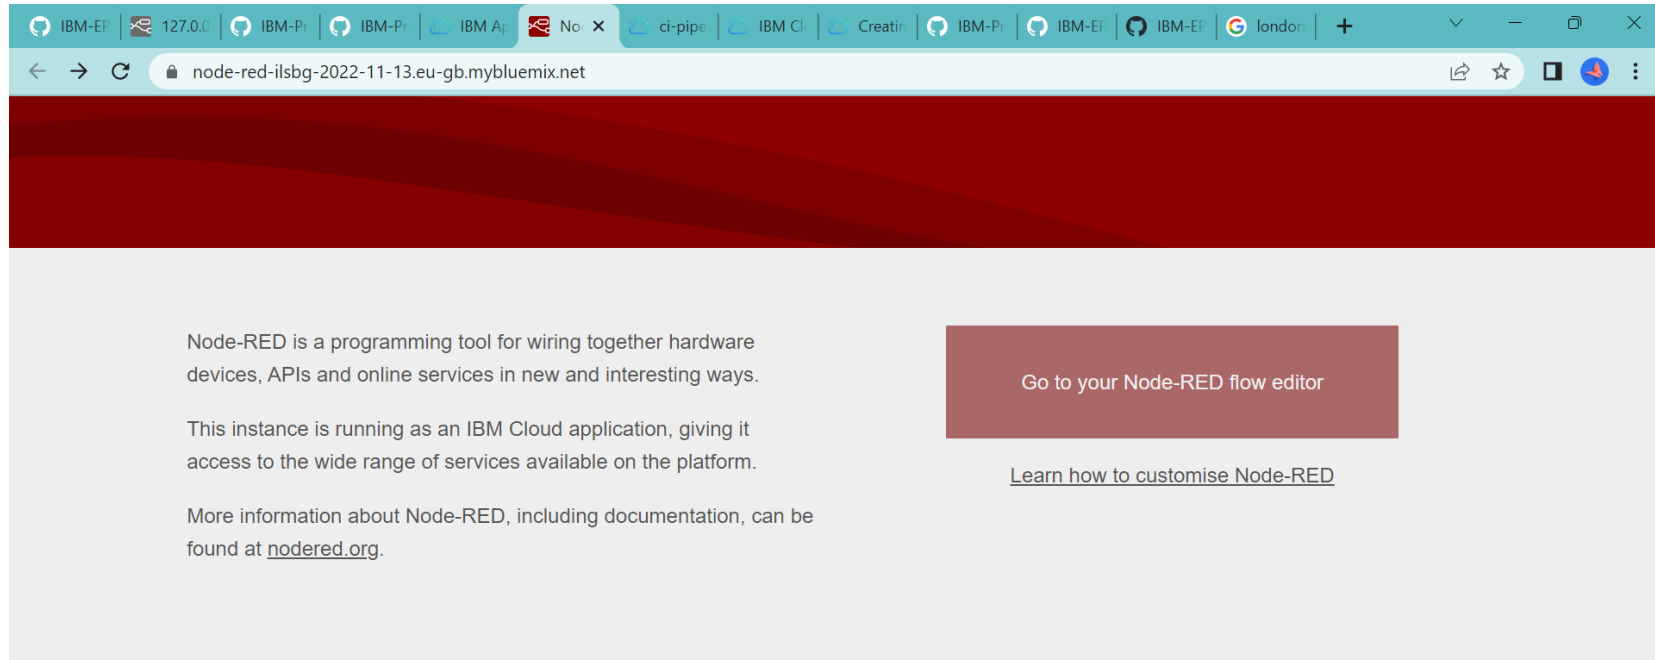 IBM-EP 127.0.0 IBM-Pr IBM-Pr IBM Ap No ci-pipe IBM Clo Creatin IBM-Pr IBM-EP IBM-EP london
node-red-ilsbg-2022-11-13.eu-gb.mybluemix.net
Node-RED is a programming tool for wiring together hardware
devices, APIs and online services in new and interesting ways.
This instance is running as an IBM Cloud application, giving it
access to the wide range of services available on the platform.
More information about Node-RED, including documentation, can be
found at nodered.org.
Go to your Node-RED flow editor
Learn how to customise Node-RED